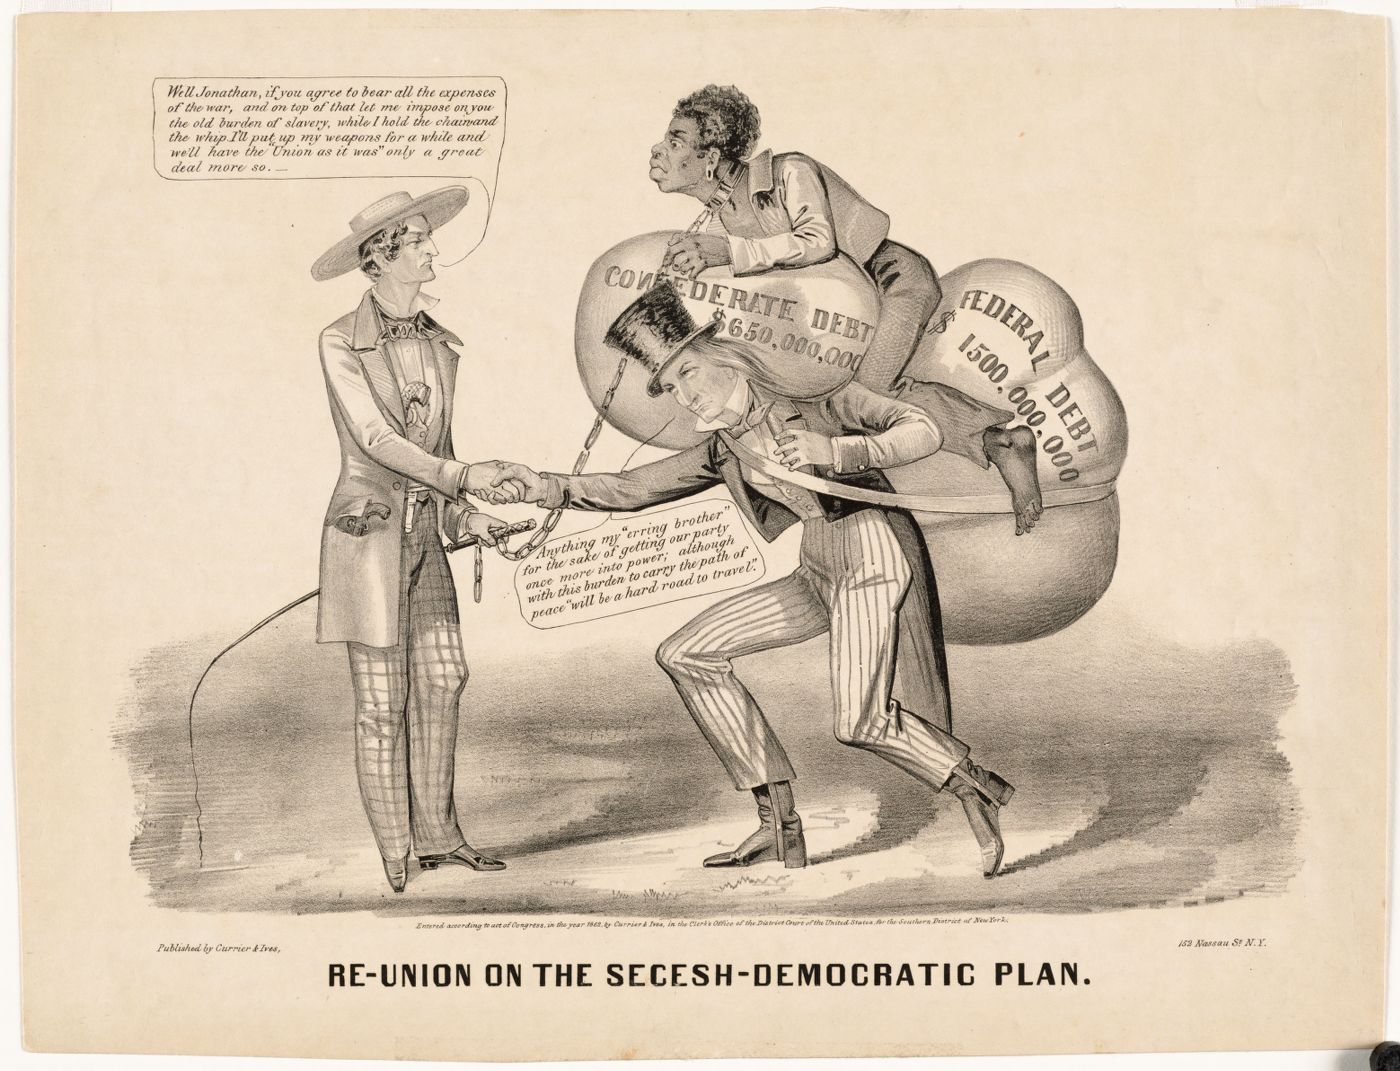 Well Jonathan, if you agree to bear all the expenses
of the war, and on top of that let me impose on you
the old burden of slavery, while I hold the chain and
the whip. I'll put up my weapons for a while and
we'll have the "Union as it was" only a great
deal more so. —
CONFEDERATE DEBT
$650,000,000
FEDERAL DEBT
$1500,000,000
Anything my "erring brother"
for the sake of getting our party
once more into power; although
with this burden to carry the path of
peace "will be a hard road to travel".
Entered according to act of Congress, in the year 1862, by Currier & Ives, in the Clerk's Office of the District Court of the United States, for the Southern District of New York.
Published by Currier & Ives,
152 Nassau St. N.Y.
RE-UNION ON THE SECESH-DEMOCRATIC PLAN.